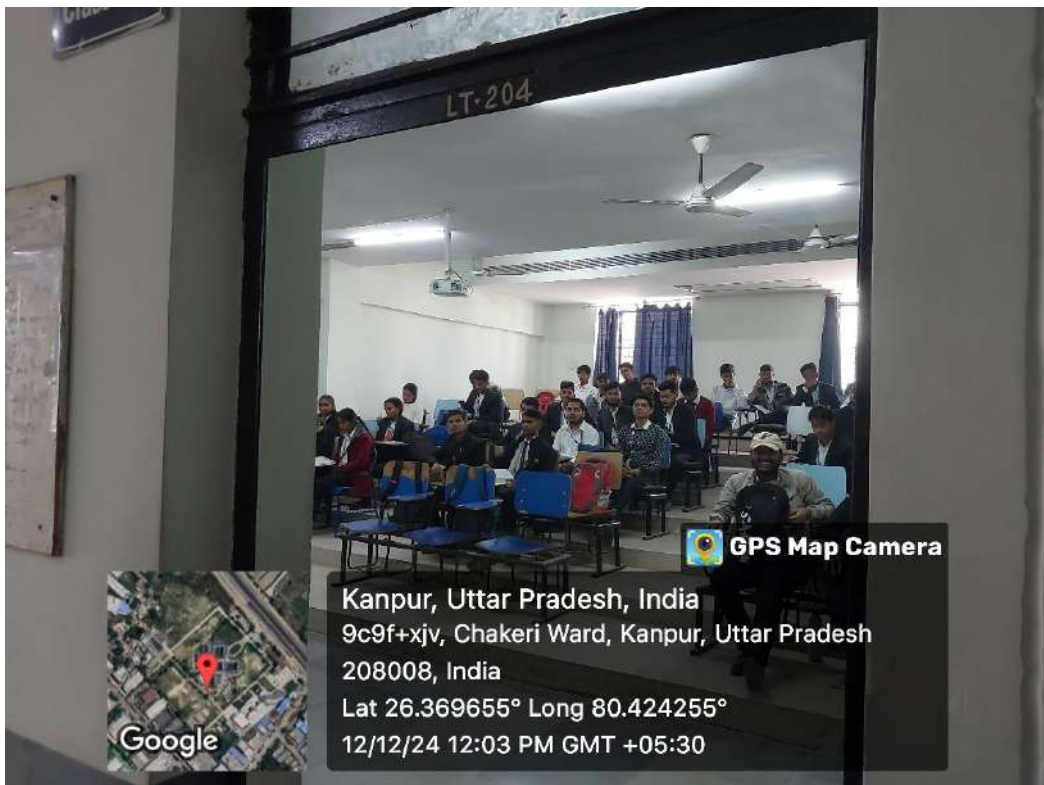 Class
LT-204
GPS Map Camera
Kanpur, Uttar Pradesh, India
9c9f+xjv, Chakeri Ward, Kanpur, Uttar Pradesh
208008, India
Lat 26.369655° Long 80.424255°
12/12/24 12:03 PM GMT +05:30
Google